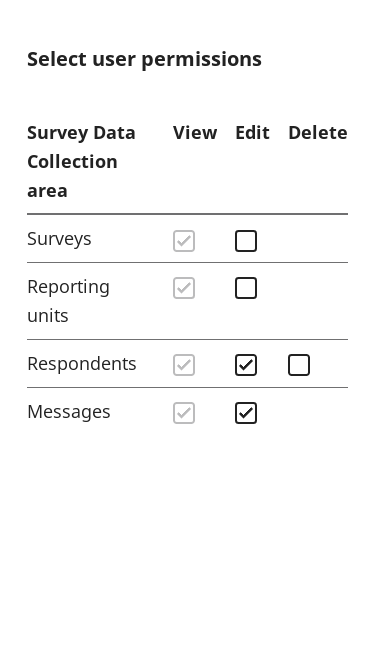 Select user permissions
Survey Data View Edit Delete
Collection
area
Surveys
Reporting
units
Respondents
Messages